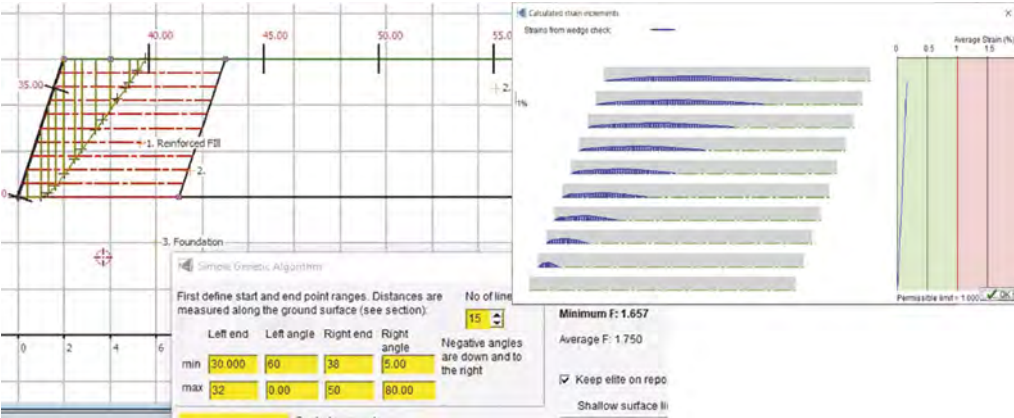 Calculated strain increments
Strains from wedge check:
Average Strain (%)
0 0.5 1 1.5
1%
Permissible limit = 1.000
OK
40.00 45.00 50.00 55.0
35.00
2.
1. Reinforced Fill
2.
0
3. Foundation
0 2 4 6
Simple Genetic Algorithm
First define start and end point ranges. Distances are
measured along the ground surface (see section):
No of line
15
Left end Left angle Right end Right
angle
min 30.000 60 38 5.00
max 32 0.00 50 80.00
Negative angles
are down and to
the right
Minimum F: 1.657
Average F: 1.750
Keep elite on repo
Shallow surface li